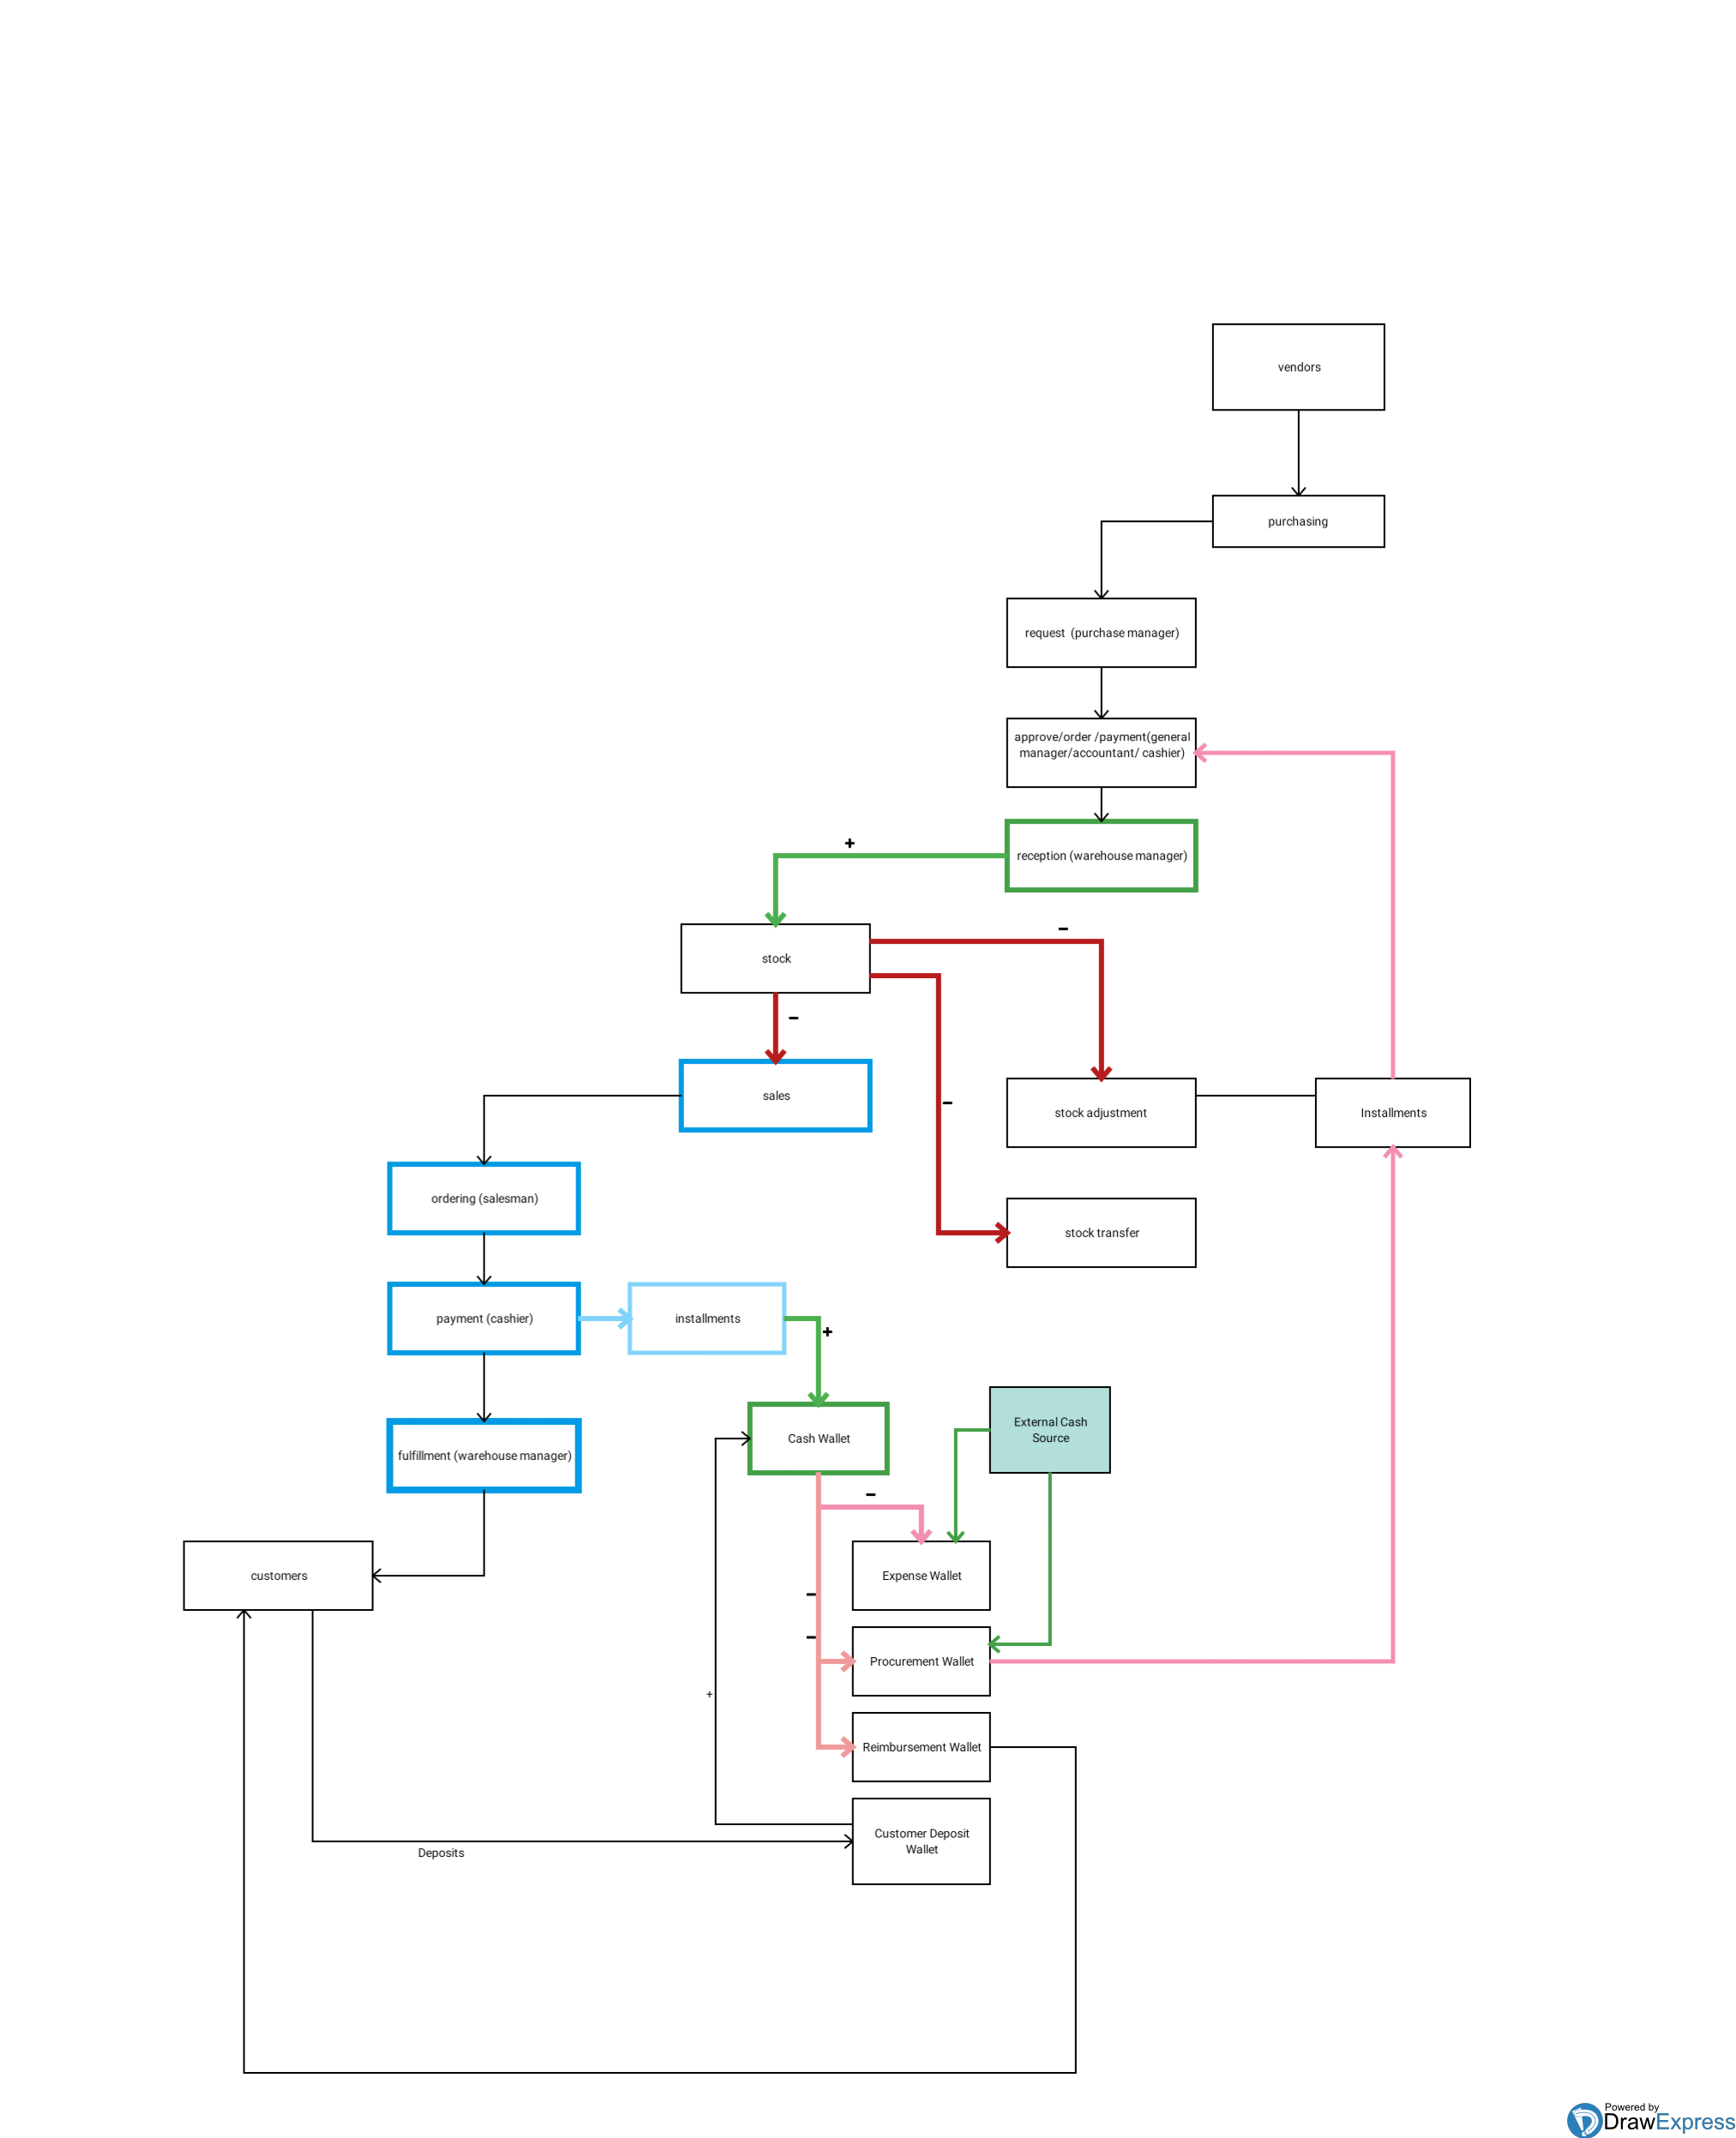 vendors
purchasing
request (purchase manager)
approve/order /payment(general
manager/accountant/ cashier)
+
reception (warehouse manager)
-
stock
-
sales
-
stock adjustment
Installments
ordering (salesman)
stock transfer
payment (cashier)
installments
+
External Cash
Source
Cash Wallet
fulfillment (warehouse manager)
-
customers
Expense Wallet
-
-
Procurement Wallet
+
Reimbursement Wallet
Customer Deposit
Wallet
Deposits
Powered by
DrawExpress